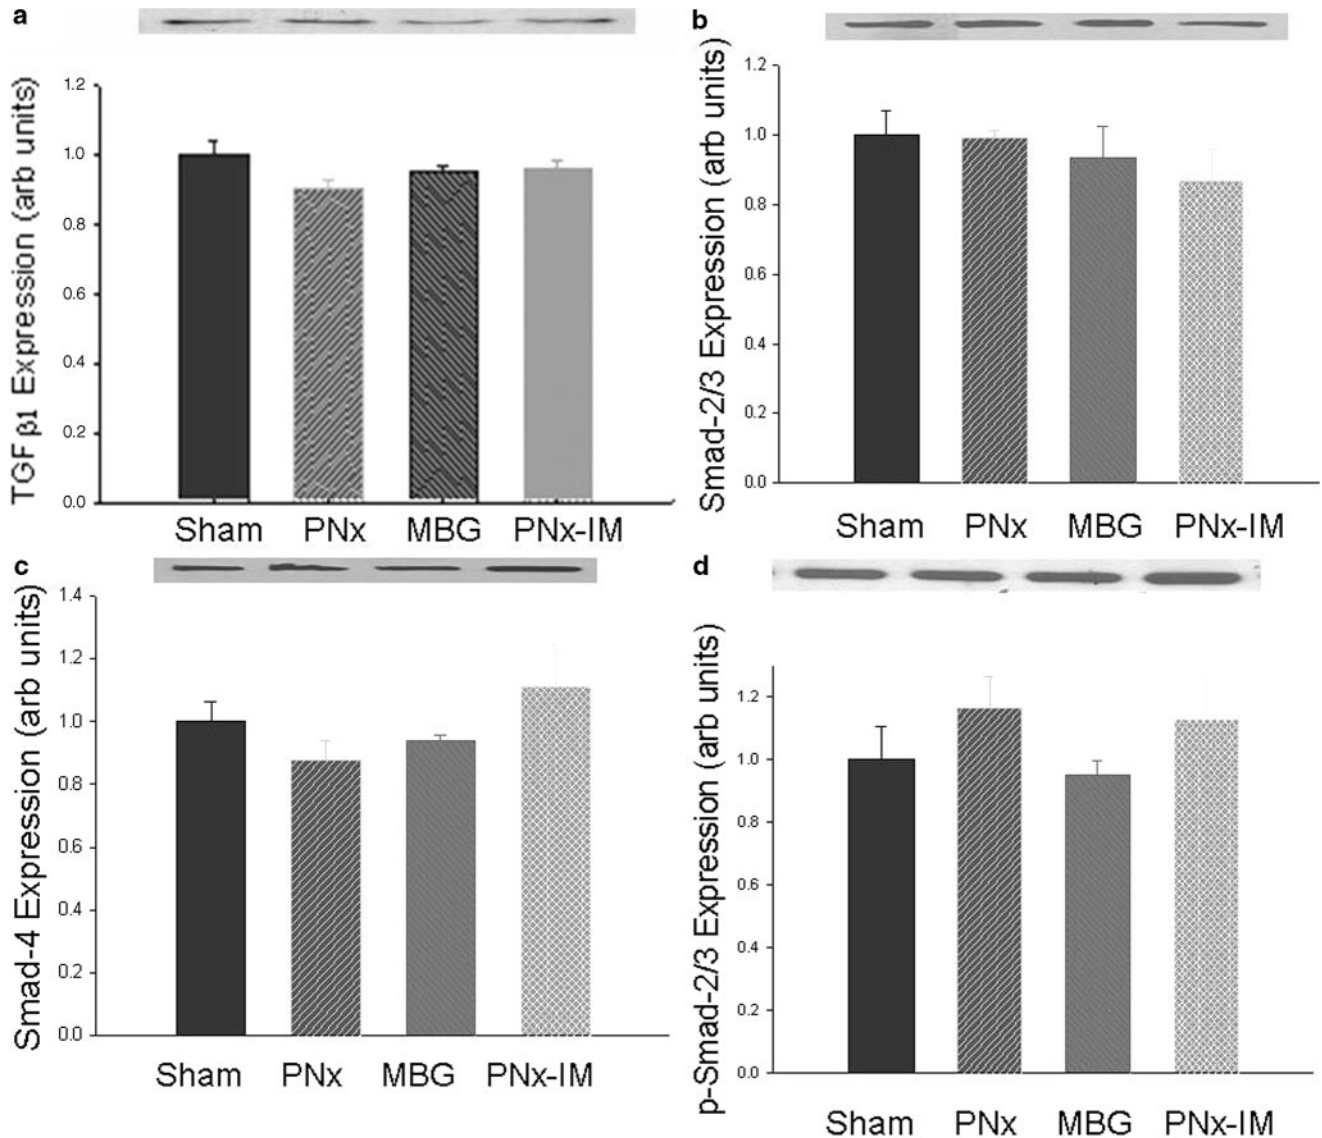 a
TGF β1 Expression (arb units)
1.2
1.0
0.8
0.6
0.4
0.2
0.0
Sham PNx MBG PNx-IM
b
Smad-2/3 Expression (arb units)
1.2
1.0
0.8
0.6
0.4
0.2
0.0
Sham PNx MBG PNx-IM
c
Smad-4 Expression (arb units)
1.4
1.2
1.0
0.8
0.6
0.4
0.2
0.0
Sham PNx MBG PNx-IM
d
p-Smad-2/3 Expression (arb units)
1.2
1.0
0.8
0.6
0.4
0.2
0.0
Sham PNx MBG PNx-IM